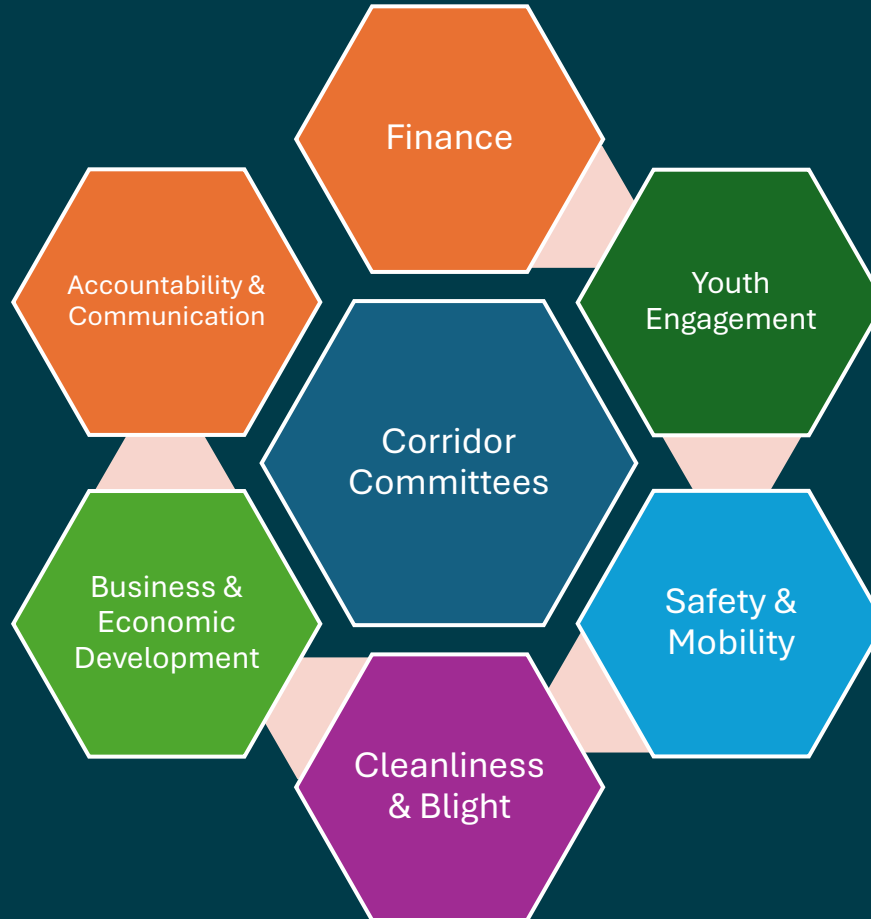 Finance
Accountability &
Communication
Youth
Engagement
Corridor
Committees
Business &
Economic
Development
Safety &
Mobility
Cleanliness
& Blight